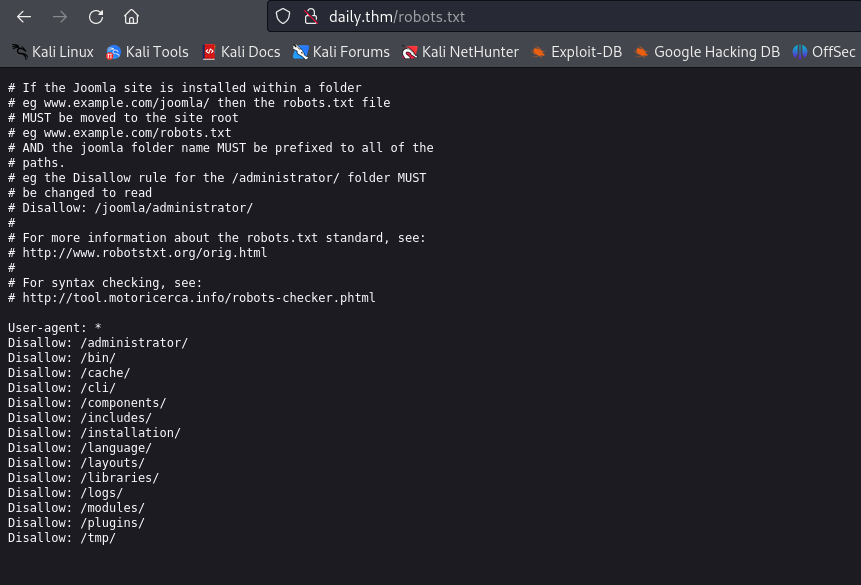 daily.thm/robots.txt
Kali Linux Kali Tools Kali Docs Kali Forums Kali NetHunter Exploit-DB Google Hacking DB OffSec
# If the Joomla site is installed within a folder
# eg www.example.com/joomla/ then the robots.txt file
# MUST be moved to the site root
# eg www.example.com/robots.txt
# AND the joomla folder name MUST be prefixed to all of the
# paths.
# eg the Disallow rule for the /administrator/ folder MUST
# be changed to read
# Disallow: /joomla/administrator/
#
# For more information about the robots.txt standard, see:
# http://www.robotstxt.org/orig.html
#
# For syntax checking, see:
# http://tool.motoricerca.info/robots-checker.phtml
User-agent: *
Disallow: /administrator/
Disallow: /bin/
Disallow: /cache/
Disallow: /cli/
Disallow: /components/
Disallow: /includes/
Disallow: /installation/
Disallow: /language/
Disallow: /layouts/
Disallow: /libraries/
Disallow: /logs/
Disallow: /modules/
Disallow: /plugins/
Disallow: /tmp/